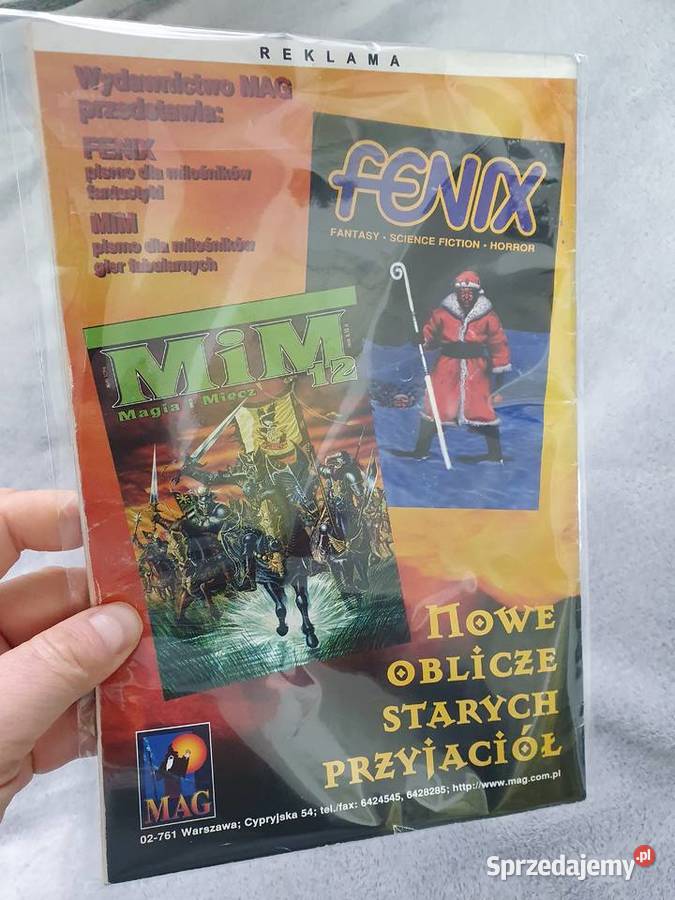 REKLAMA
Wydawnictwo MAG
przedstawia:
FENIX
pismo dla miłośników
fantastyki
MIM
pismo dla miłośników
gier fabularnych
FENIX
FANTASY • SCIENCE FICTION • HORROR
MiM
12
Magia i Miecz
NOWE
OBLICZE
STARYCH
PRZYJACIÓŁ
MAG
02-761 Warszawa; Cypryjska 54; tel./fax: 6424545, 6428285; http://www.mag.com.pl
Sprzedajemy.pl